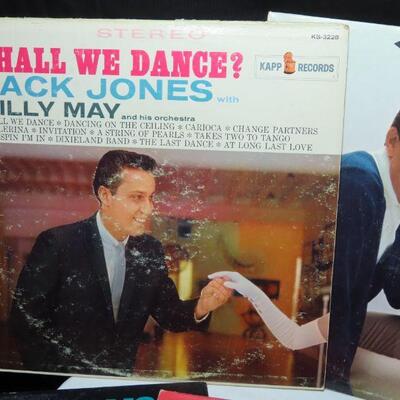 STEREO
KS-3228
HALL WE DANCE?
KAPP RECORDS
ACK JONES with
ILLY MAY and his orchestra
LL WE DANCE * DANCING ON THE CEILING * CARIOCA * CHANGE PARTNERS
LERINA * INVITATION * A STRING OF PEARLS * TAKES TWO TO TANGO
SPIN I'M IN * DIXIELAND BAND * THE LAST DANCE * AT LONG LAST LOVE